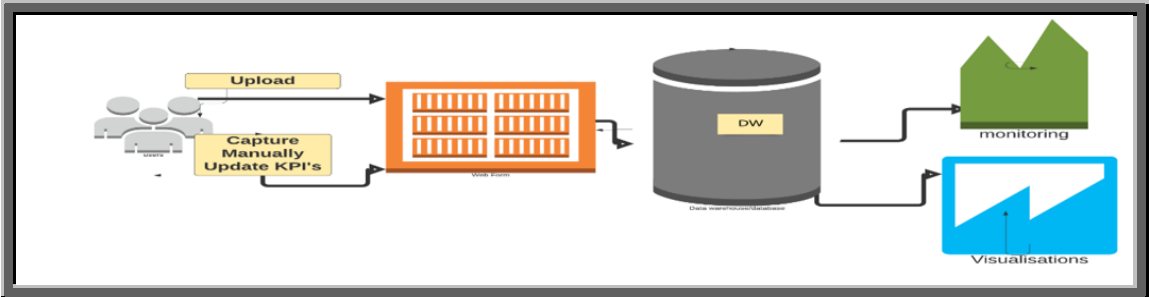 Upload
Users
Capture
Manually
Update KPI's
Web Form
DW
Data warehouse/database
monitoring
Visualisations